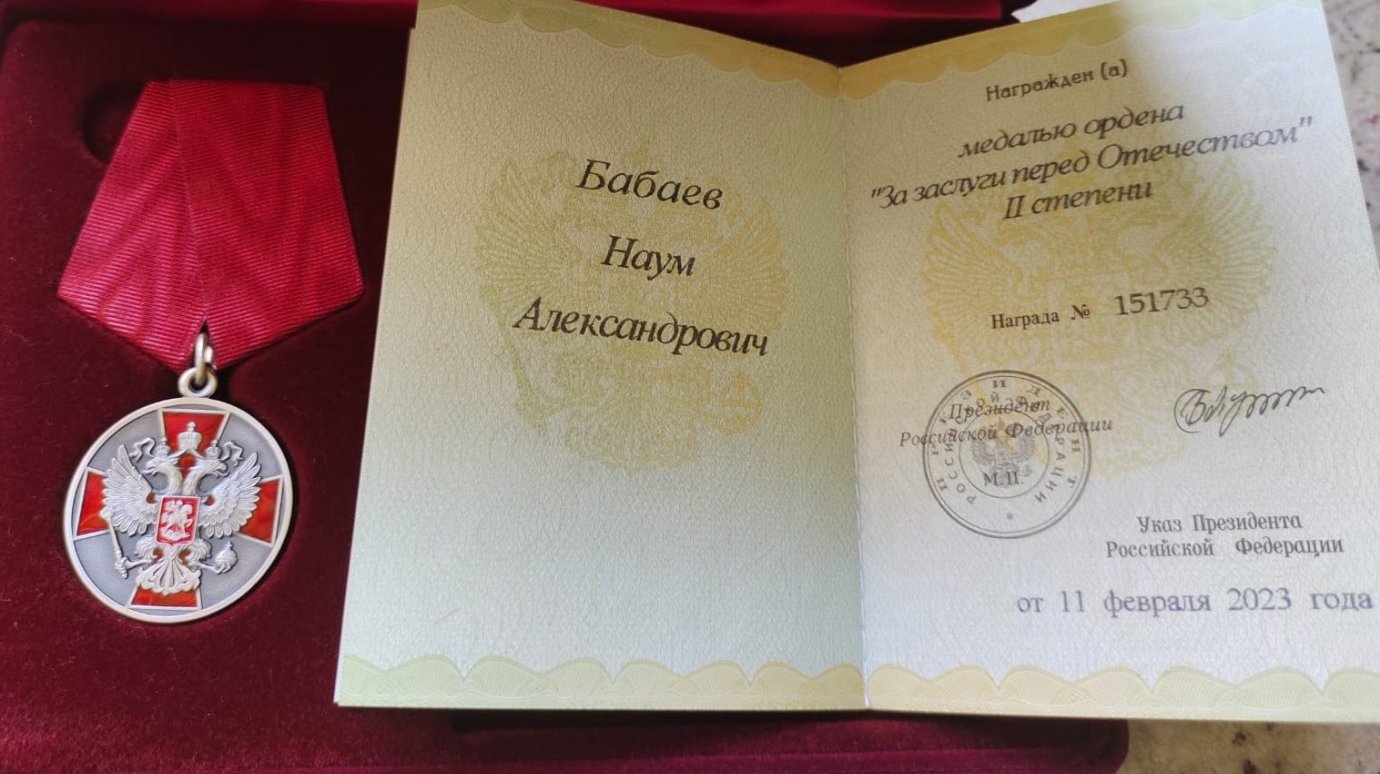 Бабаев
Наум
Александрович
Награжден (а)
медалью ордена
"За заслуги перед Отечеством"
II степени
Награда № 151733
Президент
Российской Федерации
М. П.
Указ Президента
Российской Федерации
от 11 февраля 2023 года